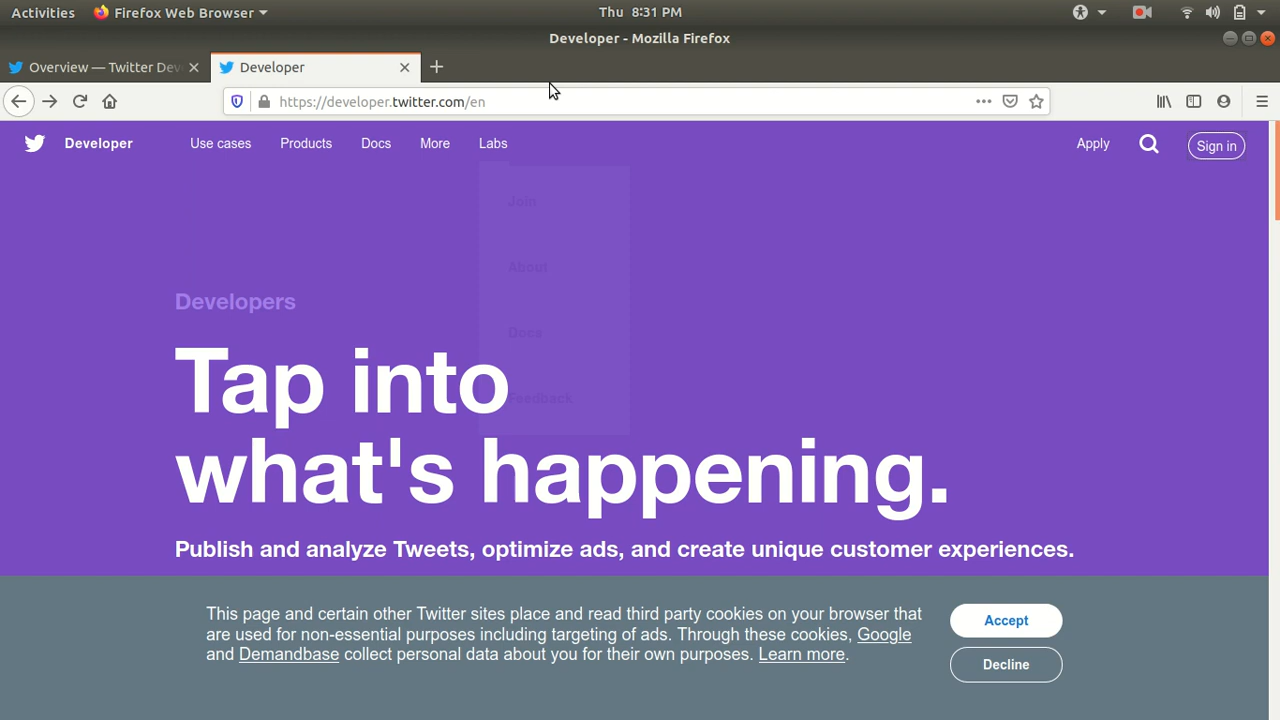 Activities Firefox Web Browser Thu 8:31 PM
Developer - Mozilla Firefox
Overview — Twitter Dev Developer
https://developer.twitter.com/en
Developer Use cases Products Docs More Labs Apply Sign in
Join
About
Docs
Feedback
Developers
Tap into
what's happening.
Publish and analyze Tweets, optimize ads, and create unique customer experiences.
This page and certain other Twitter sites place and read third party cookies on your browser that
are used for non-essential purposes including targeting of ads. Through these cookies, Google
and Demandbase collect personal data about you for their own purposes. Learn more.
Accept
Decline